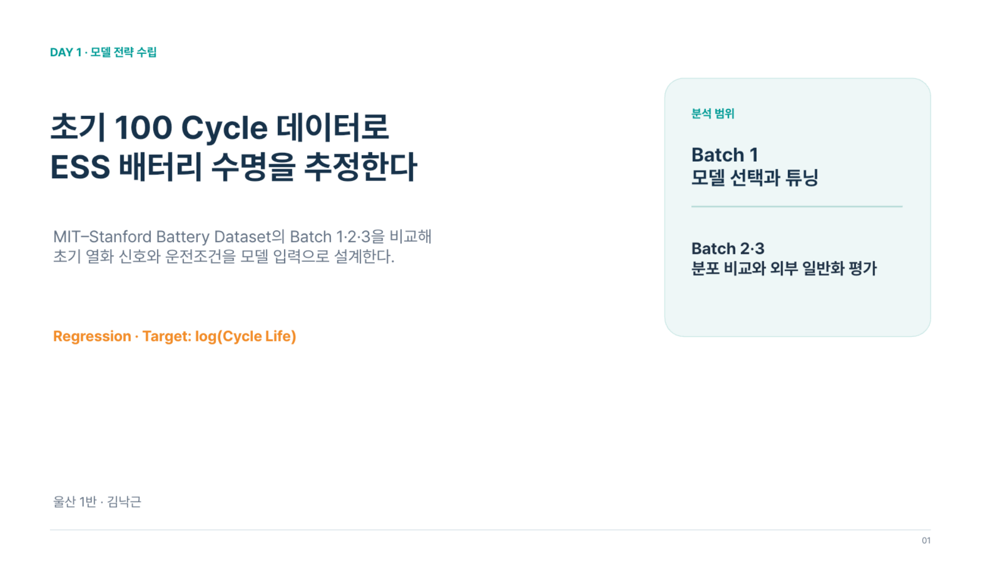 DAY 1 · 모델 전략 수립
초기 100 Cycle 데이터로
ESS 배터리 수명을 추정한다
MIT–Stanford Battery Dataset의 Batch 1·2·3을 비교해
초기 열화 신호와 운전조건을 모델 입력으로 설계한다.
Regression · Target: log(Cycle Life)
분석 범위
Batch 1
모델 선택과 튜닝
Batch 2·3
분포 비교와 외부 일반화 평가
울산 1반 · 김낙근
01